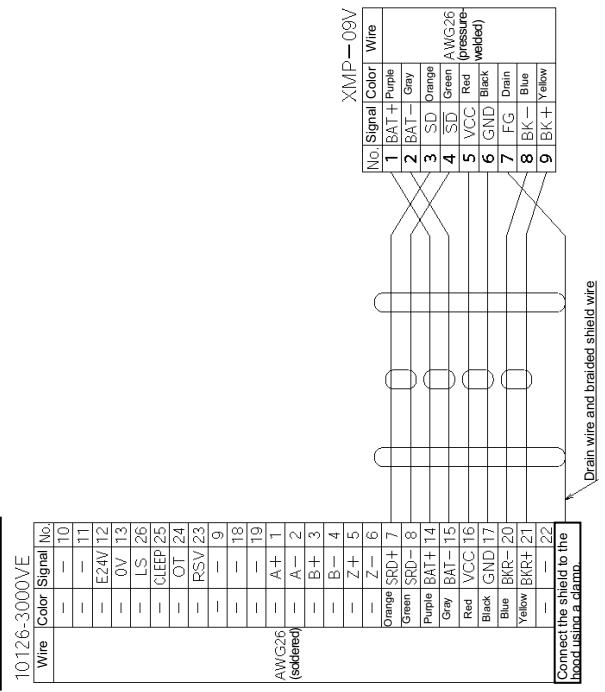 10126-3000VE
Wire Color Signal No.
AWG26
(soldered)
— — 10
— — 11
— E24V 12
— 0V 13
— LS 26
— CLEEP 25
— OT 24
— RSV 23
— — 9
— — 18
— — 19
— A+ 1
— A− 2
— B+ 3
— B− 4
— Z+ 5
— Z− 6
Orange SRD+ 7
Green SRD− 8
Purple BAT+ 14
Gray BAT− 15
Red VCC 16
Black GND 17
Blue BKR− 20
Yellow BKR+ 21
— — 22
Connect the shield to the
hood using a clamp.
Drain wire and braided shield wire
XMP−09V
No. Signal Color Wire
1 BAT+ Purple
2 BAT− Gray
3 SD Orange
4 SD Green
5 VCC Red
6 GND Black
7 FG Drain
8 BK− Blue
9 BK+ Yellow
AWG26
(pressure-
welded)